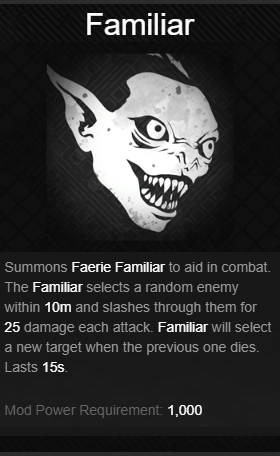 Familiar
Summons Faerie Familiar to aid in combat.
The Familiar selects a random enemy
within 10m and slashes through them for
25 damage each attack. Familiar will select
a new target when the previous one dies.
Lasts 15s.
Mod Power Requirement: 1,000